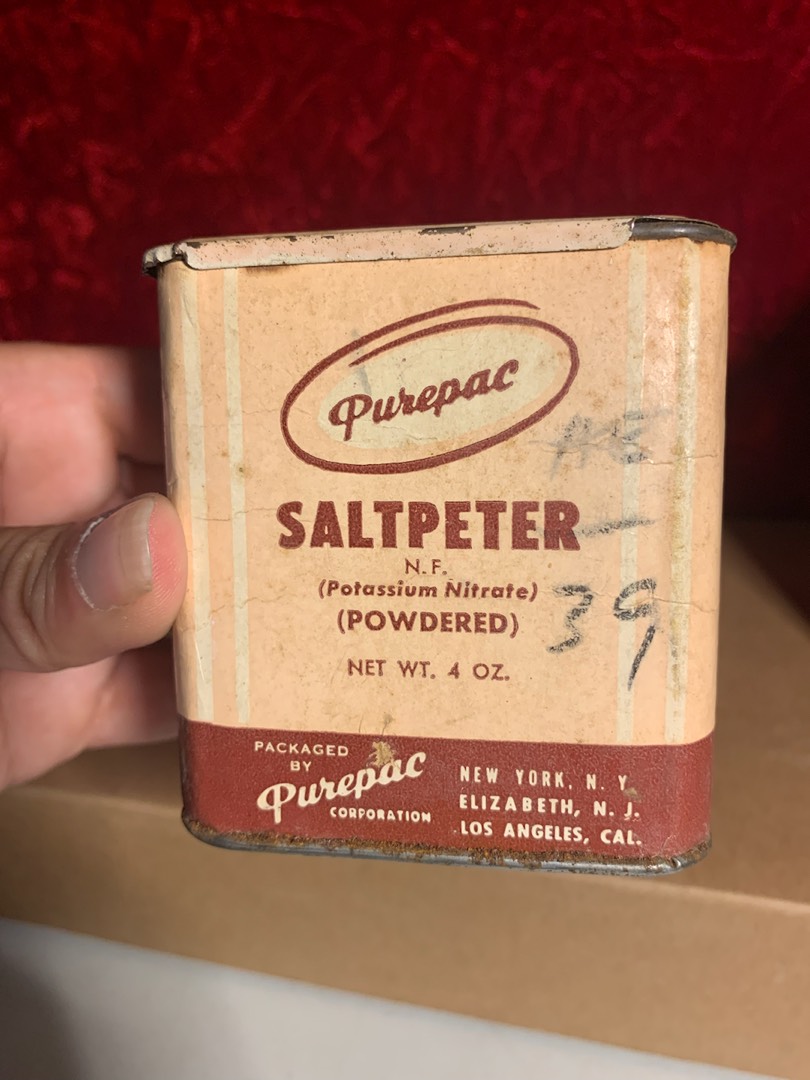 Purepac
SALTPETER
N.F.
(Potassium Nitrate)
(POWDERED)
39
NET WT. 4 OZ.
PACKAGED
BY
Purepac
CORPORATION
NEW YORK, N. Y.
ELIZABETH, N. J.
LOS ANGELES, CAL.